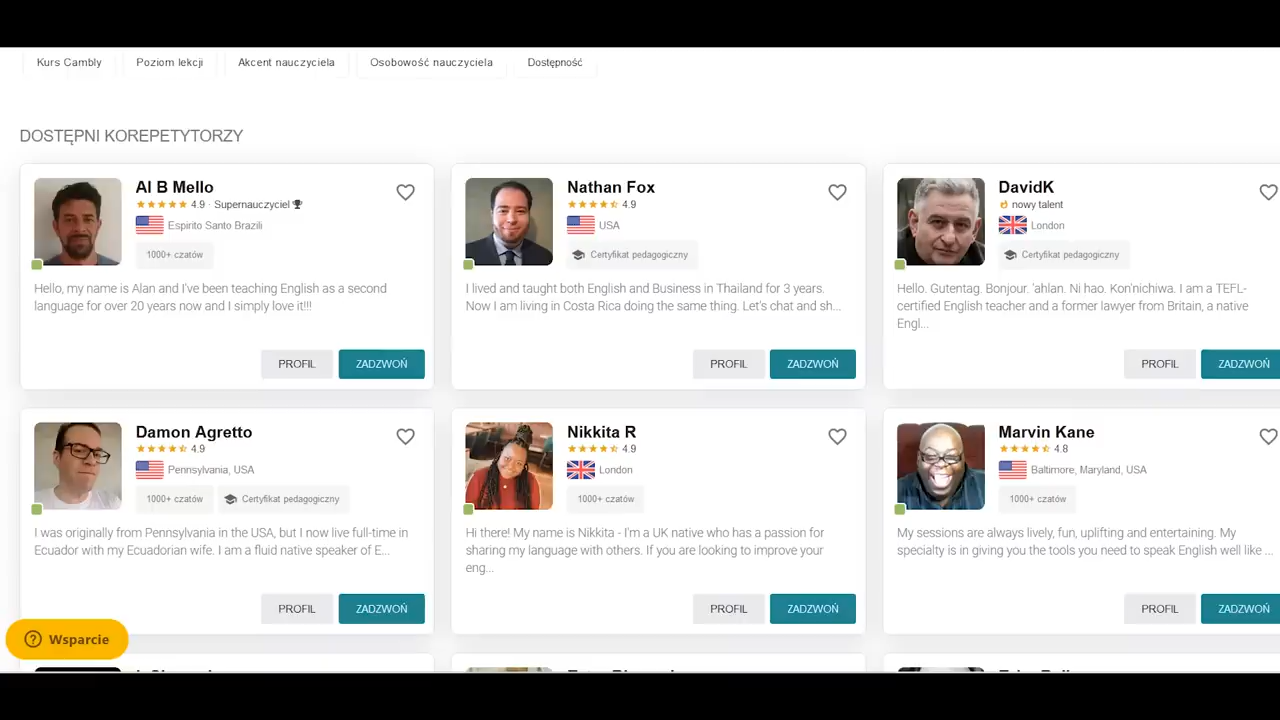 Kurs Cambly
Poziom lekcji
Akcent nauczyciela
Osobowość nauczyciela
Dostępność
DOSTĘPNI KOREPETYTORZY
Al B Mello
4.9 · Supernauczyciel
Espirito Santo Brazili
1000+ czatów
Hello, my name is Alan and I've been teaching English as a second
language for over 20 years now and I simply love it!!!
PROFIL
ZADZWOŃ
Nathan Fox
4.9
USA
Certyfikat pedagogiczny
I lived and taught both English and Business in Thailand for 3 years.
Now I am living in Costa Rica doing the same thing. Let's chat and sh...
PROFIL
ZADZWOŃ
DavidK
nowy talent
London
Certyfikat pedagogiczny
Hello. Gutentag. Bonjour. 'ahlan. Ni hao. Kon'nichiwa. I am a TEFL-
certified English teacher and a former lawyer from Britain, a native
Engl...
PROFIL
ZADZWOŃ
Damon Agretto
4.9
Pennsylvania, USA
1000+ czatów
Certyfikat pedagogiczny
I was originally from Pennsylvania in the USA, but I now live full-time in
Ecuador with my Ecuadorian wife. I am a fluid native speaker of E...
PROFIL
ZADZWOŃ
Nikkita R
4.9
London
1000+ czatów
Hi there! My name is Nikkita - I'm a UK native who has a passion for
sharing my language with others. If you are looking to improve your
eng...
PROFIL
ZADZWOŃ
Marvin Kane
4.8
Baltimore, Maryland, USA
1000+ czatów
My sessions are always lively, fun, uplifting and entertaining. My
specialty is in giving you the tools you need to speak English well like ...
PROFIL
ZADZWOŃ
Wsparcie